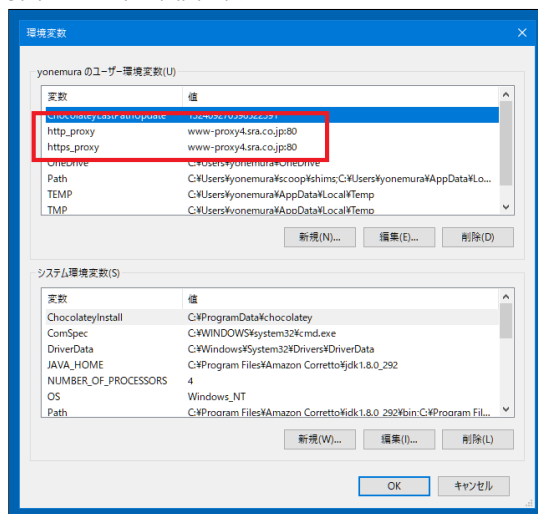 環境変数
yonemura のユーザー環境変数(U)
変数 値
ChocolateyLastPathUpdate
http_proxy www-proxy4.sra.co.jp:80
https_proxy www-proxy4.sra.co.jp:80
OneDrive C:¥Users¥yonemura¥OneDrive
Path C:¥Users¥yonemura¥scoop¥shims;C:¥Users¥yonemura¥AppData¥Lo...
TEMP C:¥Users¥yonemura¥AppData¥Local¥Temp
TMP C:¥Users¥yonemura¥AppData¥Local¥Temp
新規(N)... 編集(E)... 削除(D)
システム環境変数(S)
変数 値
ChocolateyInstall C:¥ProgramData¥chocolatey
ComSpec C:¥WINDOWS¥system32¥cmd.exe
DriverData C:¥Windows¥System32¥Drivers¥DriverData
JAVA_HOME C:¥Program Files¥Amazon Corretto¥jdk1.8.0_292
NUMBER_OF_PROCESSORS 4
OS Windows_NT
Path C:¥Program Files¥Amazon Corretto¥jdk1.8.0_292¥bin;C:¥Program Fil...
新規(W)... 編集(I)... 削除(L)
OK キャンセル